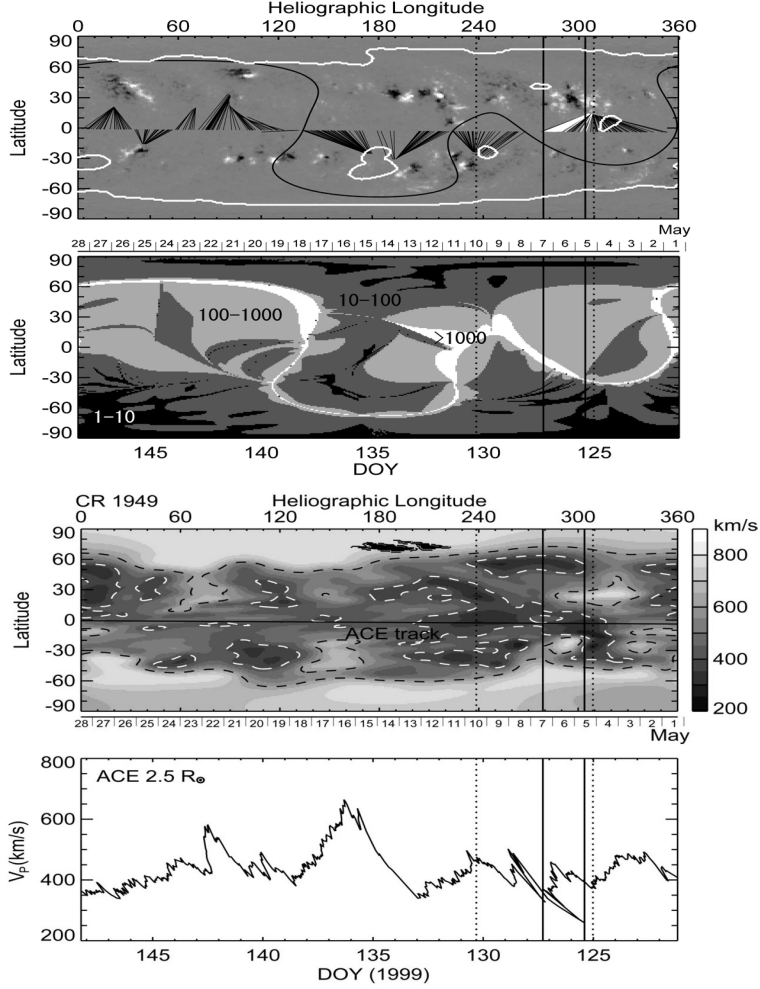 Heliographic Longitude
0 60 120 180 240 300 360
90
60
30
0
-30
-60
-90
Latitude
May
28 27 26 25 24 23 22 21 20 19 18 17 16 15 14 13 12 11 10 9 8 7 6 5 4 3 2 1
90
60
30
0
-30
-60
-90
Latitude
100-1000
10-100
>1000
1-10
145 140 135 130 125
DOY
CR 1949 Heliographic Longitude
0 60 120 180 240 300 360
90
60
30
0
-30
-60
-90
Latitude
ACE track
km/s
800
600
400
200
28 27 26 25 24 23 22 21 20 19 18 17 16 15 14 13 12 11 10 9 8 7 6 5 4 3 2 1
May
800
600
400
200
Vₚ(km/s)
ACE 2.5 R⊙
145 140 135 130 125
DOY (1999)